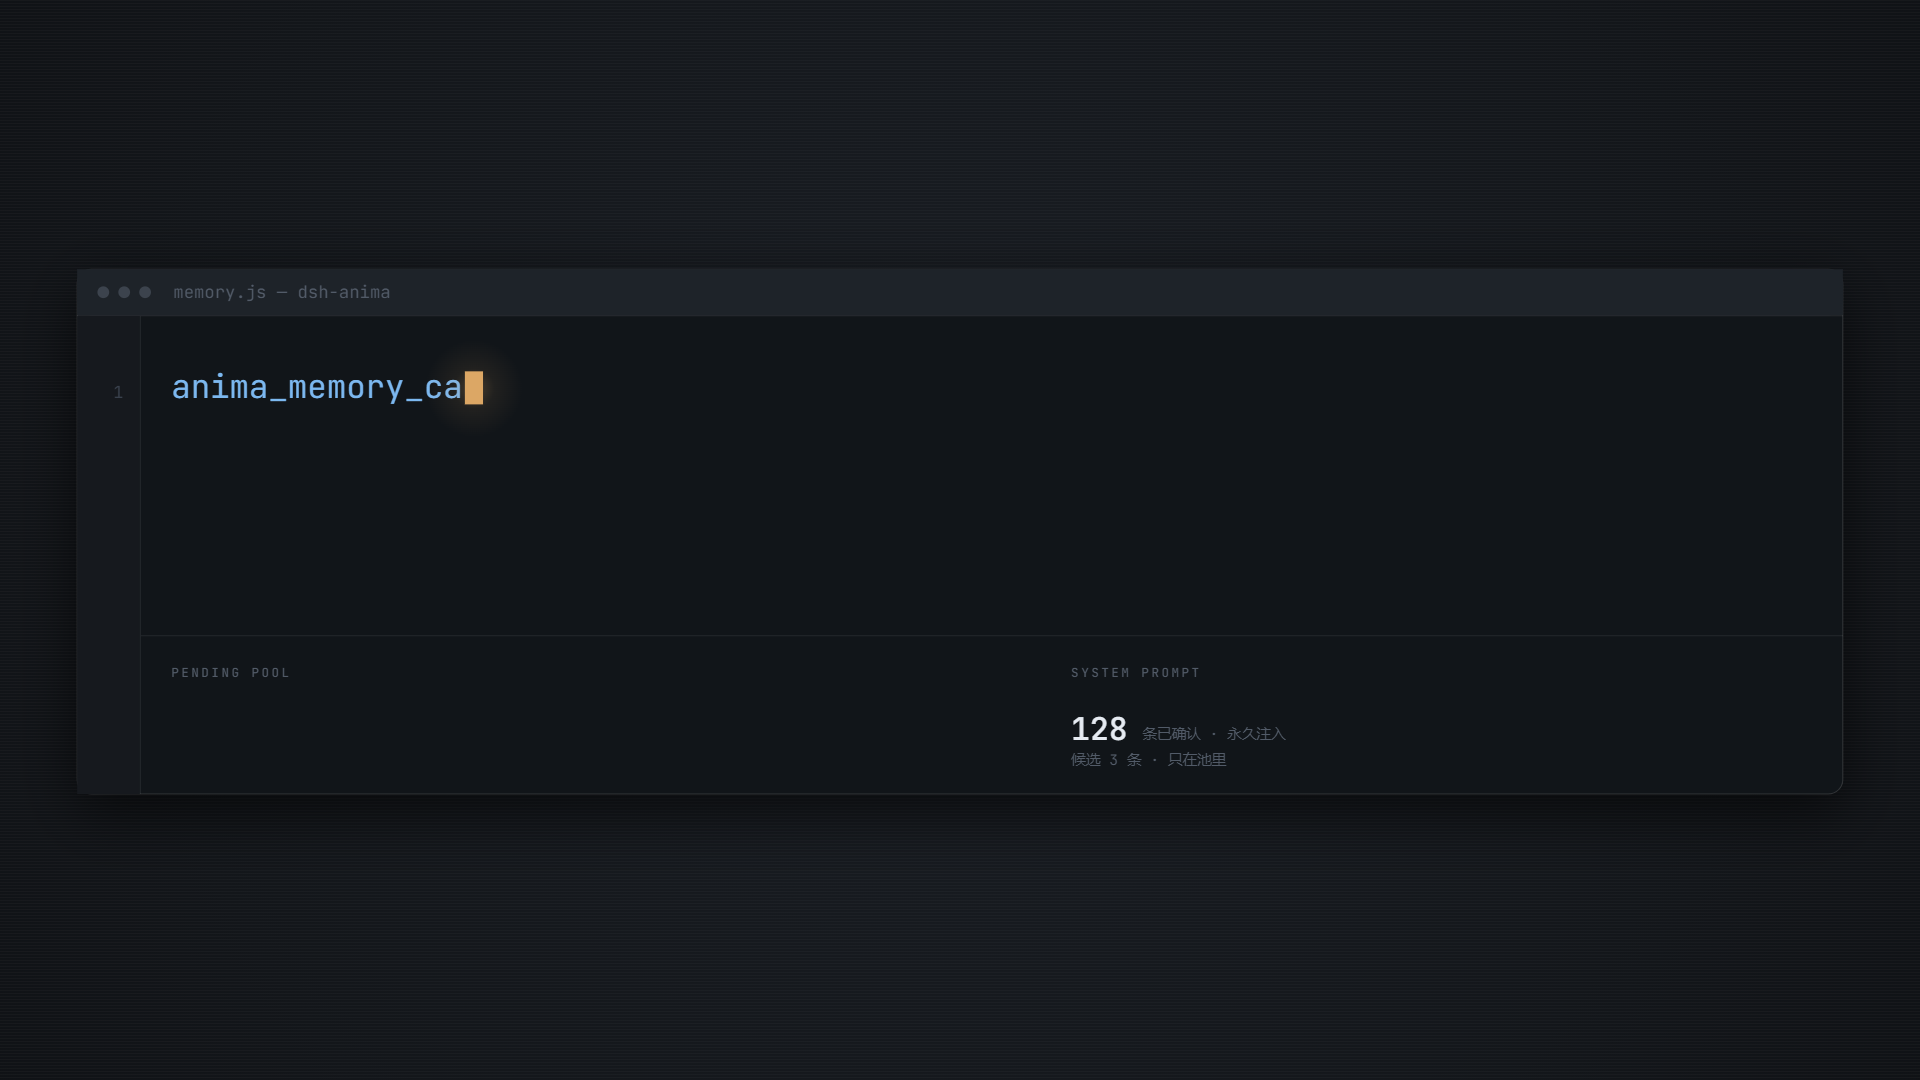 memory.js — dsh-anima
1
anima_memory_ca
PENDING POOL
SYSTEM PROMPT
128 条已确认 · 永久注入
候选 3 条 · 只在池里